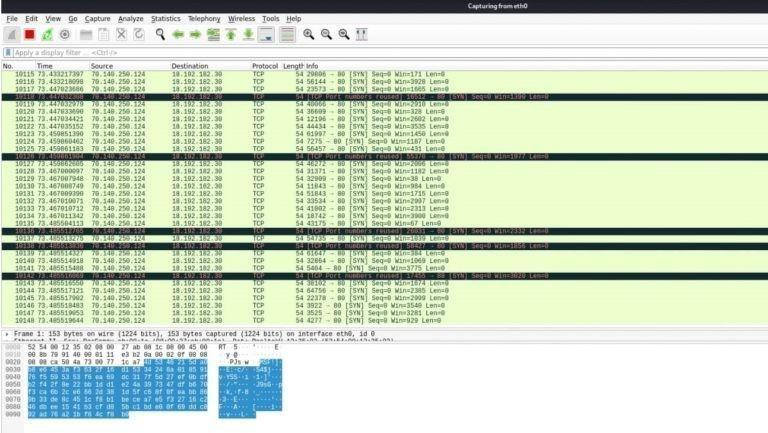 Capturing from eth0
File Edit View Go Capture Analyze Statistics Telephony Wireless Tools Help
Apply a display filter ... <Ctrl-/>
No. Time Source Destination Protocol Length Info
10115 73.433217397 70.140.250.124 18.192.182.30 TCP 54 29806 → 80 [SYN] Seq=0 Win=171 Len=0
10116 73.433218098 70.140.250.124 18.192.182.30 TCP 54 56144 → 80 [SYN] Seq=0 Win=3928 Len=0
10117 73.447023686 70.140.250.124 18.192.182.30 TCP 54 23573 → 80 [SYN] Seq=0 Win=1665 Len=0
70.140.250.124 18.192.182.30 TCP 54 [TCP Port numbers reused] → 80 [SYN] Seq=0 Win=1390 Len=0
10119 73.447032979 70.140.250.124 18.192.182.30 TCP 54 40066 → 80 [SYN] Seq=0 Win=2910 Len=0
10120 73.447033690 70.140.250.124 18.192.182.30 TCP 54 36609 → 80 [SYN] Seq=0 Win=328 Len=0
10121 73.447034421 70.140.250.124 18.192.182.30 TCP 54 12196 → 80 [SYN] Seq=0 Win=2602 Len=0
10122 73.447035152 70.140.250.124 18.192.182.30 TCP 54 44434 → 80 [SYN] Seq=0 Win=3535 Len=0
10123 73.459851390 70.140.250.124 18.192.182.30 TCP 54 61997 → 80 [SYN] Seq=0 Win=1450 Len=0
10124 73.459860462 70.140.250.124 18.192.182.30 TCP 54 7275 → 80 [SYN] Seq=0 Win=1187 Len=0
10125 73.459861183 70.140.250.124 18.192.182.30 TCP 54 56457 → 80 [SYN] Seq=0 Win=431 Len=0
10126 73.459861904 70.140.250.124 18.192.182.30 TCP 54 [TCP Port numbers reused] 55370 → 80 [SYN] Seq=0 Win=1977 Len=0
10127 73.459862605 70.140.250.124 18.192.182.30 TCP 54 46272 → 80 [SYN] Seq=0 Win=2006 Len=0
10128 73.467000097 70.140.250.124 18.192.182.30 TCP 54 31371 → 80 [SYN] Seq=0 Win=1182 Len=0
10129 73.467007948 70.140.250.124 18.192.182.30 TCP 54 32909 → 80 [SYN] Seq=0 Win=38 Len=0
10130 73.467008749 70.140.250.124 18.192.182.30 TCP 54 11843 → 80 [SYN] Seq=0 Win=984 Len=0
10131 73.467009390 70.140.250.124 18.192.182.30 TCP 54 51843 → 80 [SYN] Seq=0 Win=1715 Len=0
10132 73.467010071 70.140.250.124 18.192.182.30 TCP 54 33534 → 80 [SYN] Seq=0 Win=2997 Len=0
10133 73.467010712 70.140.250.124 18.192.182.30 TCP 54 41002 → 80 [SYN] Seq=0 Win=2313 Len=0
10134 73.467011342 70.140.250.124 18.192.182.30 TCP 54 18742 → 80 [SYN] Seq=0 Win=3900 Len=0
10135 73.485504113 70.140.250.124 18.192.182.30 TCP 54 43175 → 80 [SYN] Seq=0 Win=67 Len=0
10136 73.485512765 70.140.250.124 18.192.182.30 TCP 54 [TCP Port numbers reused] 26031 → 80 [SYN] Seq=0 Win=2332 Len=0
10137 73.485513275 70.140.250.124 18.192.182.30 TCP 54 54735 → 80 [SYN] Seq=0 Win=1039 Len=0
10138 70.140.250.124 18.192.182.30 TCP 54 [TCP Port numbers reused] → 80 [SYN] Seq=0 Win=1856 Len=0
10139 73.485514327 70.140.250.124 18.192.182.30 TCP 54 61647 → 80 [SYN] Seq=0 Win=384 Len=0
10140 73.485514918 70.140.250.124 18.192.182.30 TCP 54 32864 → 80 [SYN] Seq=0 Win=1069 Len=0
10141 73.485515488 70.140.250.124 18.192.182.30 TCP 54 5404 → 80 [SYN] Seq=0 Win=3775 Len=0
10142 73.485516069 70.140.250.124 18.192.182.30 TCP 54 [TCP Port numbers reused] 17455 → 80 [SYN] Seq=0 Win=3020 Len=0
10143 73.485516550 70.140.250.124 18.192.182.30 TCP 54 38102 → 80 [SYN] Seq=0 Win=1674 Len=0
10144 73.485517121 70.140.250.124 18.192.182.30 TCP 54 64756 → 80 [SYN] Seq=0 Win=2385 Len=0
10145 73.485517902 70.140.250.124 18.192.182.30 TCP 54 22378 → 80 [SYN] Seq=0 Win=2999 Len=0
10146 73.485518483 70.140.250.124 18.192.182.30 TCP 54 3922 → 80 [SYN] Seq=0 Win=3540 Len=0
10147 73.485519053 70.140.250.124 18.192.182.30 TCP 54 3525 → 80 [SYN] Seq=0 Win=3281 Len=0
10148 73.485519644 70.140.250.124 18.192.182.30 TCP 54 4277 → 80 [SYN] Seq=0 Win=929 Len=0
Frame 1: 153 bytes on wire (1224 bits), 153 bytes captured (1224 bits) on interface eth0, id 0
0000 52 54 00 12 35 02 08 00 27 ab 08 1c 08 00 45 00 RT 5 ' E
0010 00 8b 79 91 40 00 01 11 e3 b2 0a 00 02 0f 08 08 y @
0020 08 08 ca 50 4a 73 00 77 1c a7
0030
0040
0050
0060
0070
0080
0090